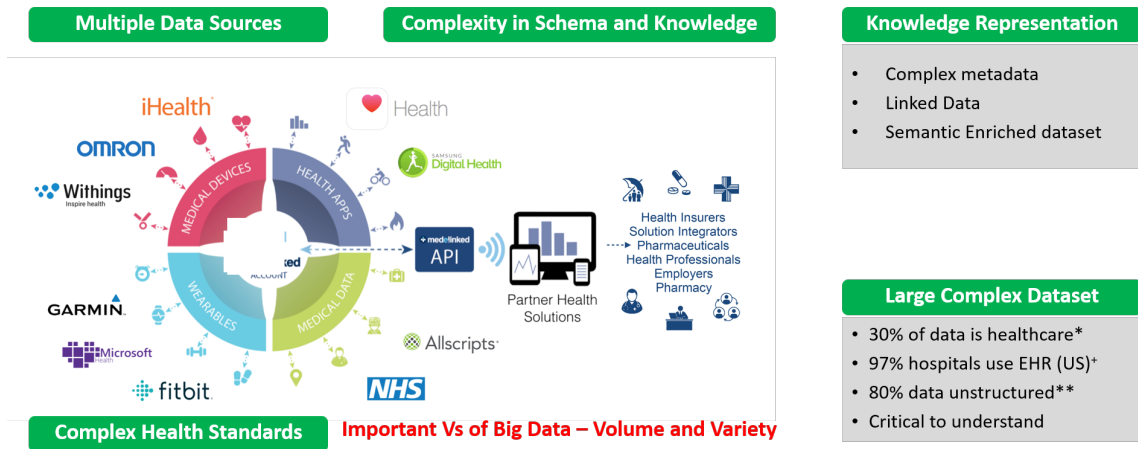 Multiple Data Sources
Complexity in Schema and Knowledge
Knowledge Representation
• Complex metadata
• Linked Data
• Semantic Enriched dataset
iHealth
Health
OMRON
SAMSUNG
Digital Health
Withings
Inspire health
MEDICAL DEVICES
HEALTH APPS
WEARABLES
MEDICAL DATA
ked
ACCOUNT
medelinked
API
Partner Health
Solutions
Health Insurers
Solution Integrators
Pharmaceuticals
Health Professionals
Employers
Pharmacy
GARMIN
Microsoft
Health
fitbit
Allscripts
NHS
Large Complex Dataset
• 30% of data is healthcare*
• 97% hospitals use EHR (US)+
• 80% data unstructured**
• Critical to understand
Complex Health Standards
Important Vs of Big Data – Volume and Variety